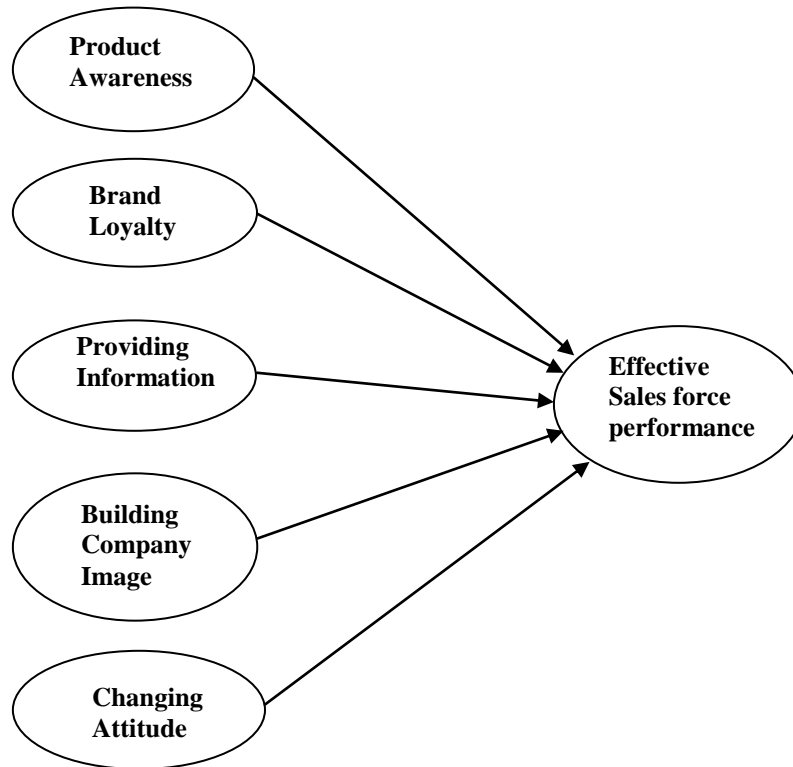 Product
Awareness
Brand
Loyalty
Providing
Information
Effective
Sales force
performance
Building
Company
Image
Changing
Attitude